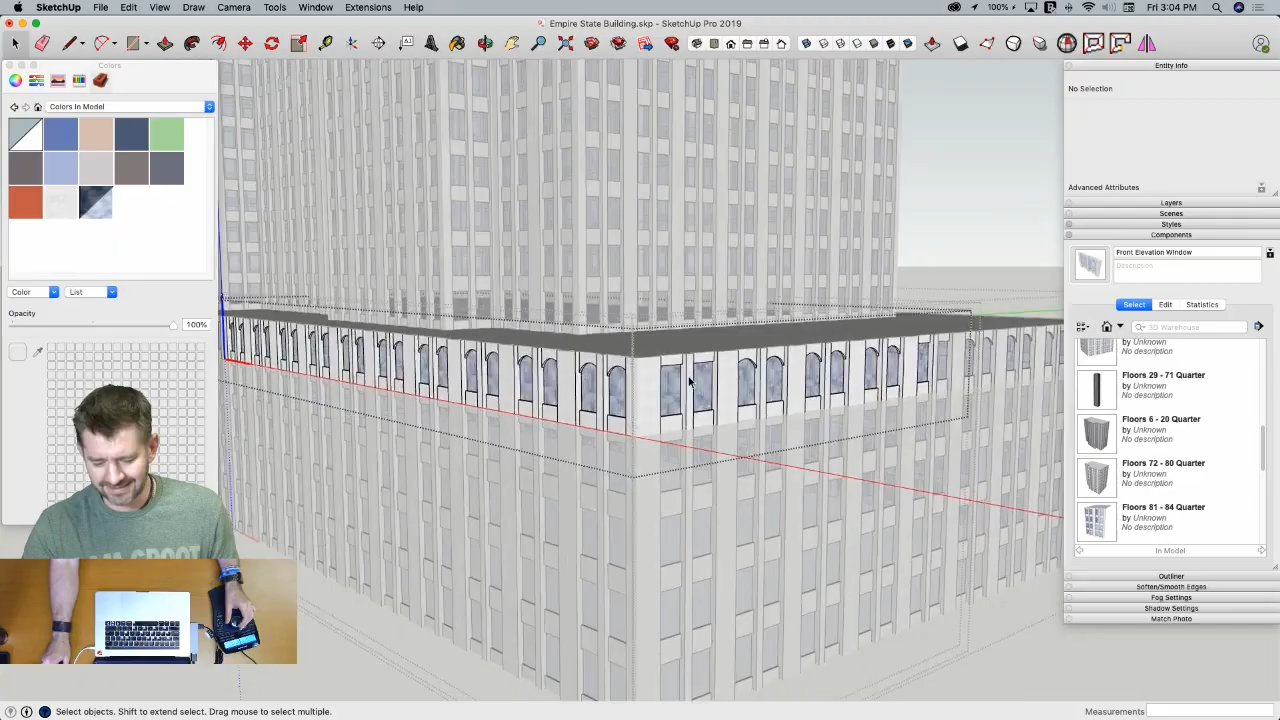 SketchUp File Edit View Draw Camera Tools Window Extensions Help
100% Fri 3:04 PM
Empire State Building.skp - SketchUp Pro 2019
Colors
Colors In Model
Color List
Opacity
100%
Entity Info
No Selection
Advanced Attributes
Layers
Scenes
Styles
Components
Front Elevation Window
Description
Select Edit Statistics
3D Warehouse
by Unknown
No description
Floors 29 - 71 Quarter
by Unknown
No description
Floors 6 - 20 Quarter
by Unknown
No description
Floors 72 - 80 Quarter
by Unknown
No description
Floors 81 - 84 Quarter
by Unknown
No description
In Model
Outliner
Soften/Smooth Edges
Fog Settings
Shadow Settings
Match Photo
Select objects. Shift to extend select. Drag mouse to select multiple.
Measurements